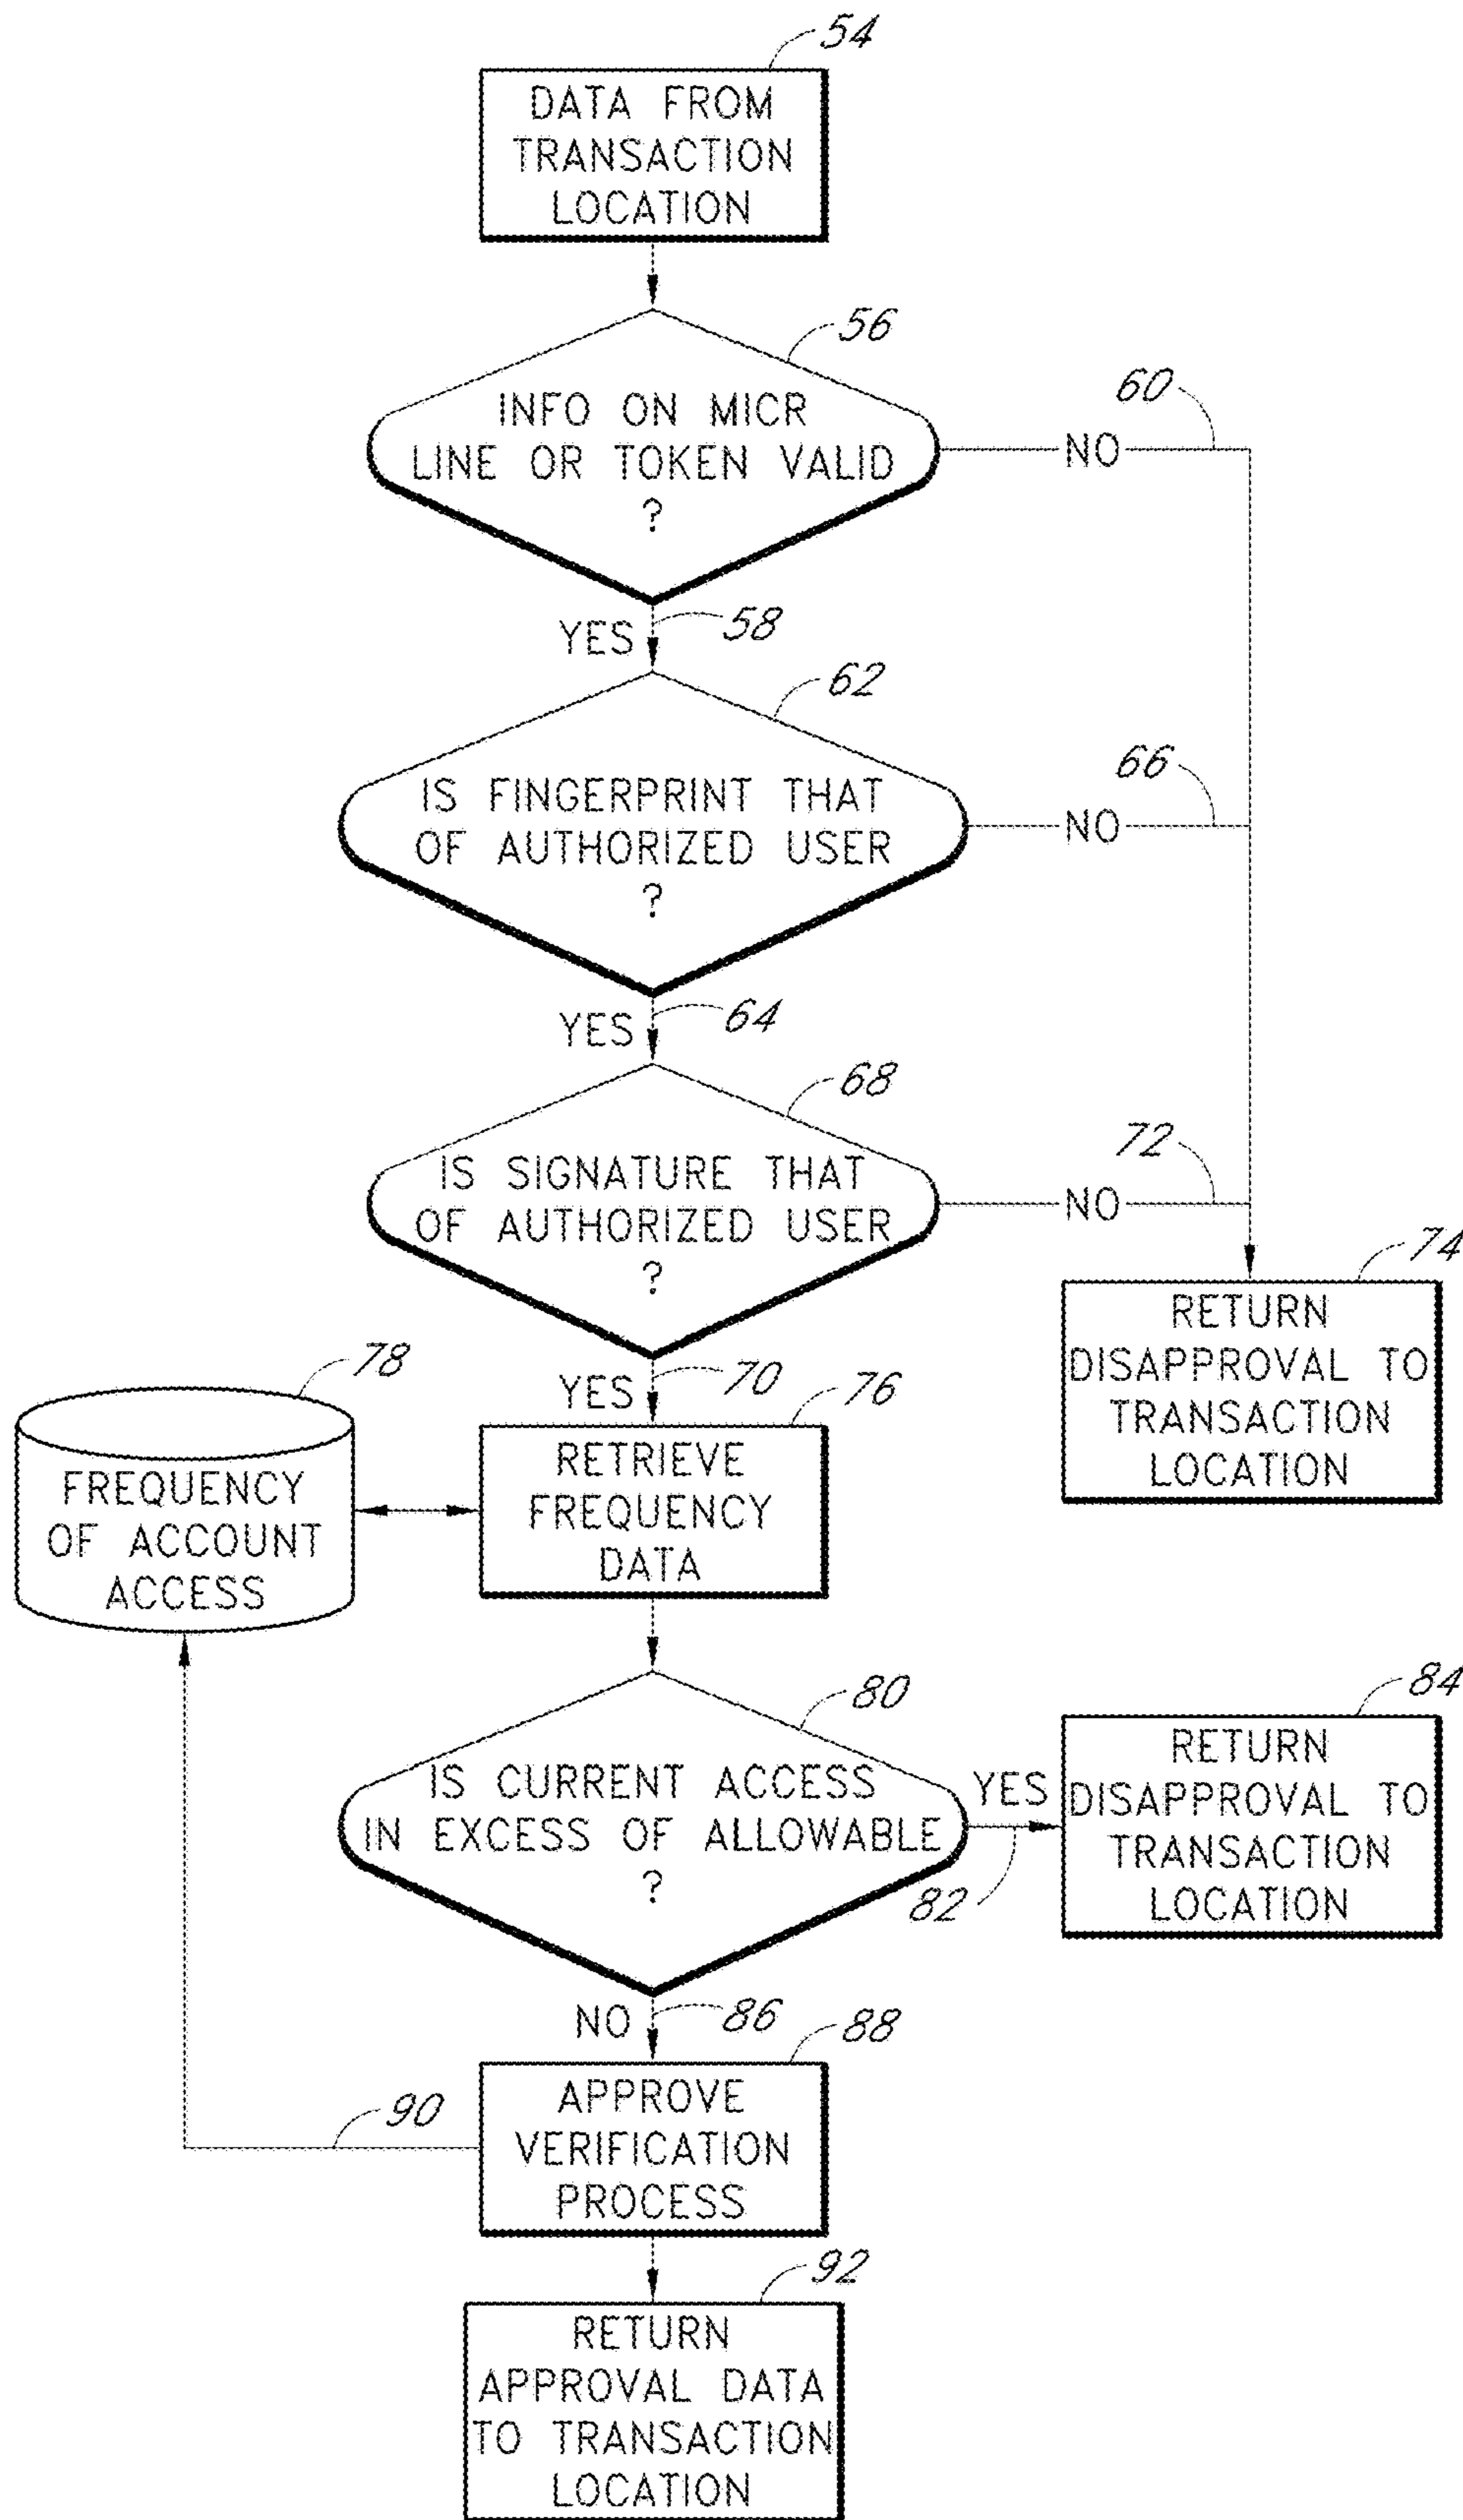 54
DATA FROM
TRANSACTION
LOCATION
56
INFO ON MICR
LINE OR TOKEN VALID
?
60
NO
YES
58
62
IS FINGERPRINT THAT
OF AUTHORIZED USER
?
66
NO
YES
64
68
IS SIGNATURE THAT
OF AUTHORIZED USER
?
72
NO
74
RETURN
DISAPPROVAL TO
TRANSACTION
LOCATION
YES
70
78
FREQUENCY
OF ACCOUNT
ACCESS
76
RETRIEVE
FREQUENCY
DATA
80
IS CURRENT ACCESS
IN EXCESS OF ALLOWABLE
?
YES
82
84
RETURN
DISAPPROVAL TO
TRANSACTION
LOCATION
NO
86
88
APPROVE
VERIFICATION
PROCESS
90
92
RETURN
APPROVAL DATA
TO TRANSACTION
LOCATION